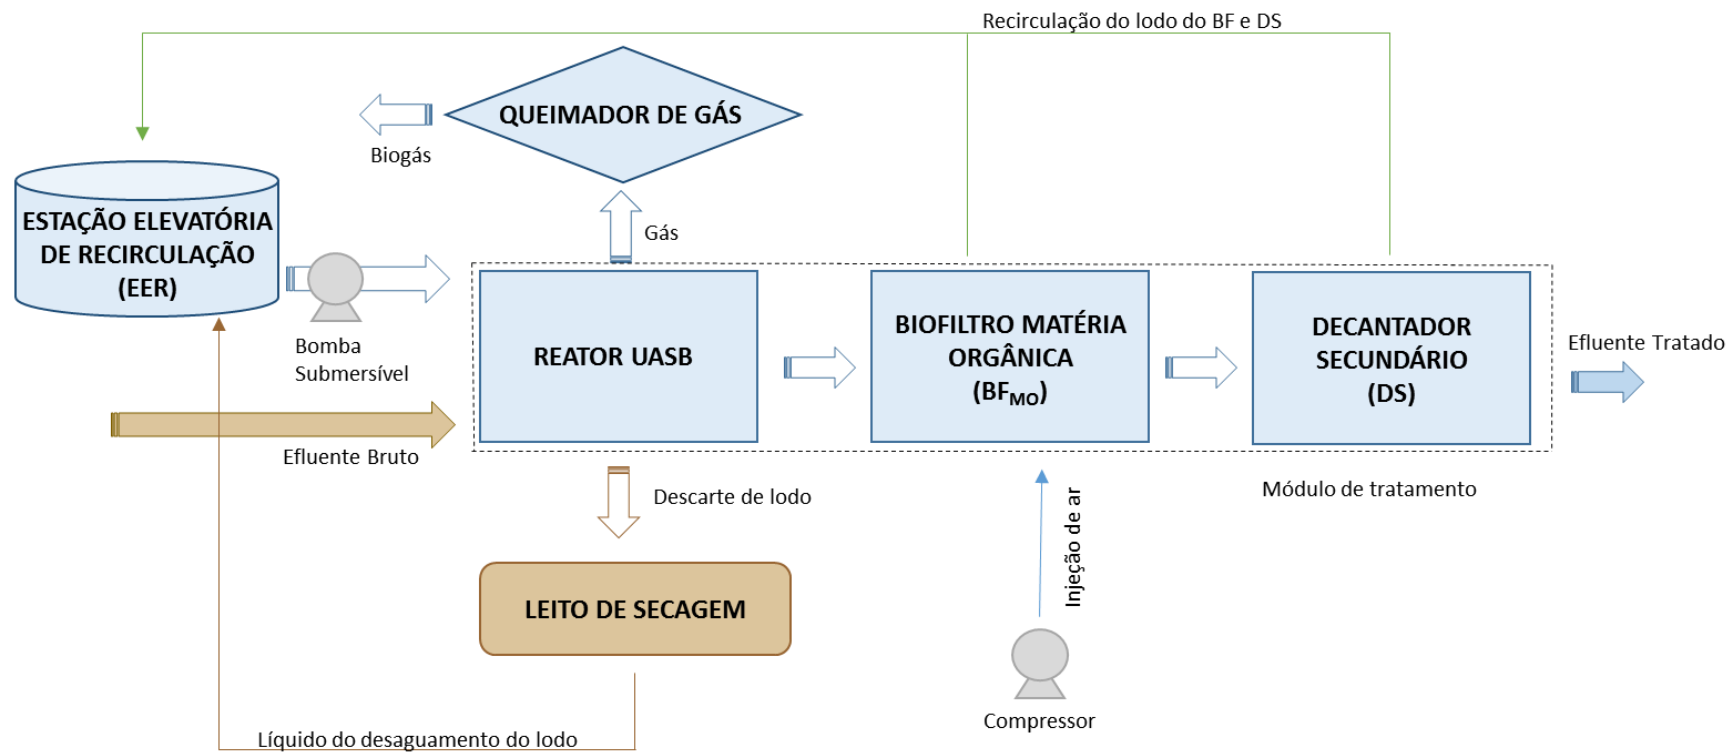 Recirculação do lodo do BF e DS
QUEIMADOR DE GÁS
Biogás
ESTAÇÃO ELEVATÓRIA
DE RECIRCULAÇÃO
(EER)
Gás
Bomba
Submersível
REATOR UASB
BIOFILTRO MATÉRIA
ORGÂNICA
(BFMO)
DECANTADOR
SECUNDÁRIO
(DS)
Efluente Tratado
Efluente Bruto
Descarte de lodo
Módulo de tratamento
Injeção de ar
LEITO DE SECAGEM
Compressor
Líquido do desaguamento do lodo